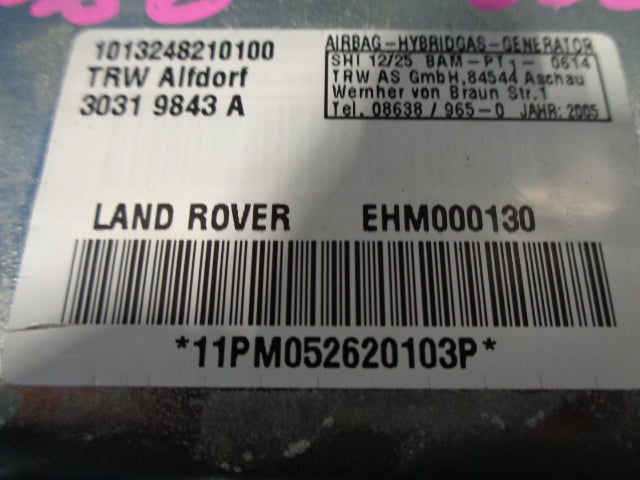 1013248210100
TRW Alfdorf
3031 9843 A
AIRBAG-HYBRIDGAS-GENERATOR
SHI 12/25 BAM-PT1- 0614
TRW AS GmbH, 84544 Aschau
Wernher von Braun Str.1
Tel. 08638 / 965-0 JAHR: 2005
LAND ROVER EHM000130
*11PM052620103P*